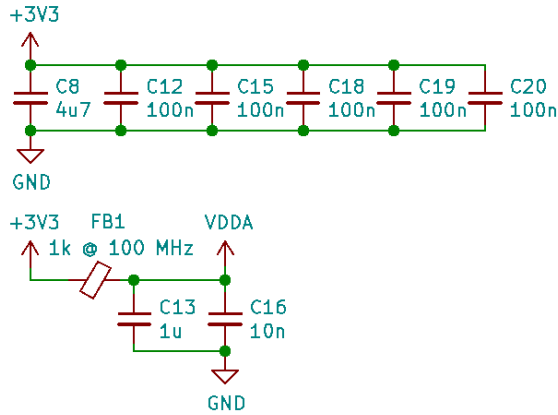 +3V3
C8 C12 C15 C18 C19 C20
4u7 100n 100n 100n 100n 100n
GND
+3V3 FB1 VDDA
1k @ 100 MHz
C13 C16
1u 10n
GND